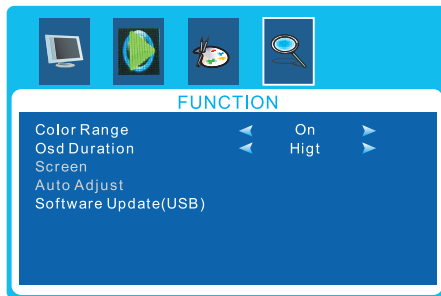 FUNCTION
Color Range On
Osd Duration Higt
Screen
Auto Adjust
Software Update(USB)